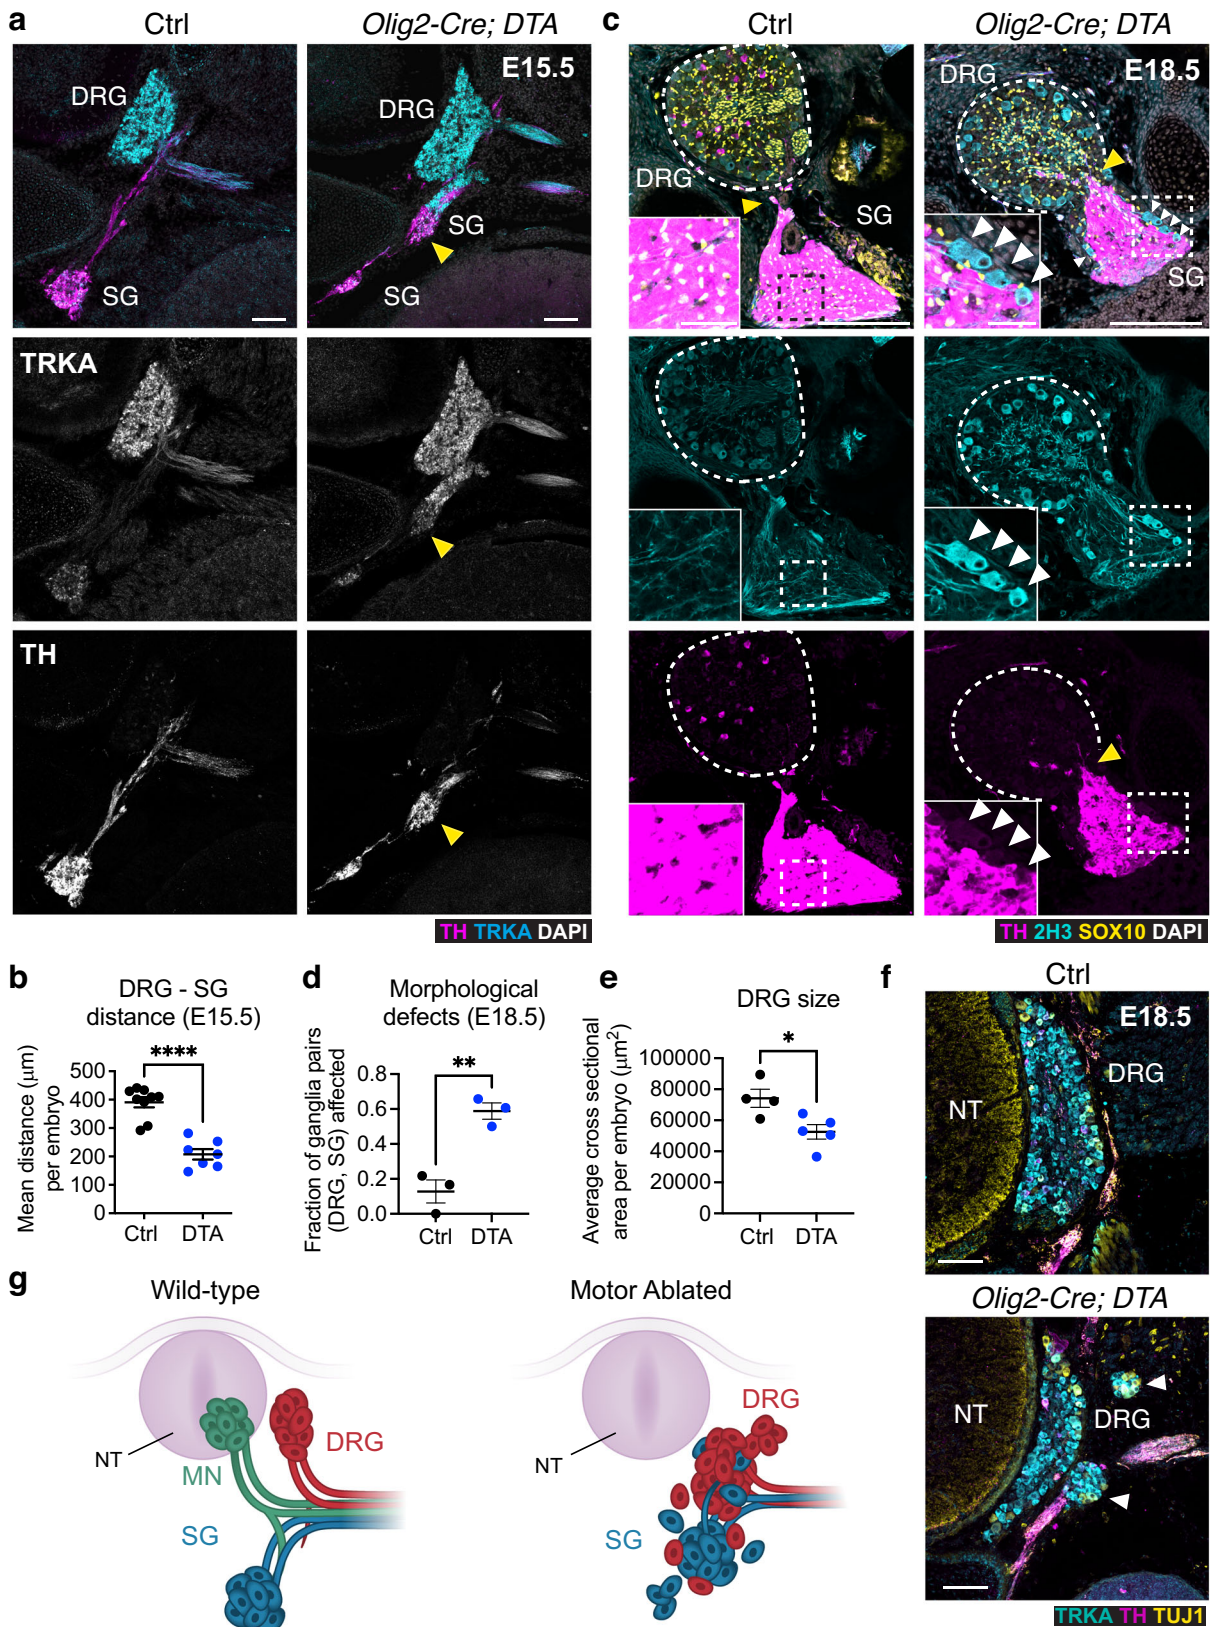 a
Ctrl
Olig2-Cre; DTA
DRG
SG
E15.5
DRG
SG
SG
TRKA
TH
TH TRKA DAPI
c
Ctrl
Olig2-Cre; DTA
DRG
SG
DRG
E18.5
SG
TH 2H3 SOX10 DAPI
b
DRG - SG
distance (E15.5)
Mean distance (μm)
per embryo
****
500
400
300
200
100
0
Ctrl
DTA
d
Morphological
defects (E18.5)
Fraction of ganglia pairs
(DRG, SG) affected
**
0.8
0.6
0.4
0.2
0.0
Ctrl
DTA
e
DRG size
Average cross sectional
area per embryo (μm²)
*
100000
80000
60000
40000
20000
0
Ctrl
DTA
f
Ctrl
E18.5
NT
DRG
Olig2-Cre; DTA
NT
DRG
TRKA TH TUJ1
g
Wild-type
NT
MN
DRG
SG
Motor Ablated
DRG
NT
SG